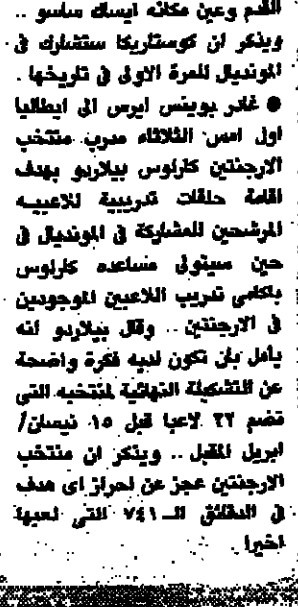 القدم وعين مكانه ايساك ساسو ..
ويذكر ان كوستاريكا ستشارك في
المونديال للمرة الاولى في تاريخها .
● غادر بوينس ايرس الى ايطاليا
اول امس الثلاثاء مدرب منتخب
الارجنتين كارلوس بيلاردو بهدف
اقامة حلقات تدريبية للاعبيه
المرشحين للمشاركة في المونديال في
حين سيتولى مساعده كارلوس
باكامي تدريب اللاعبين الموجودين
في الارجنتين .. وقال بيلاردو انه
يأمل بان تكون لديه فكرة واضحة
عن التشكيلة النهائية لمنتخبه التي
تضم ٢٢ لاعبا قبل ١٥ نيسان/
ابريل المقبل .. ويذكر ان منتخب
الارجنتين عجز عن احراز اى هدف
في الدقائق الـ ٧٤١ التي لعبها
اخيرا .